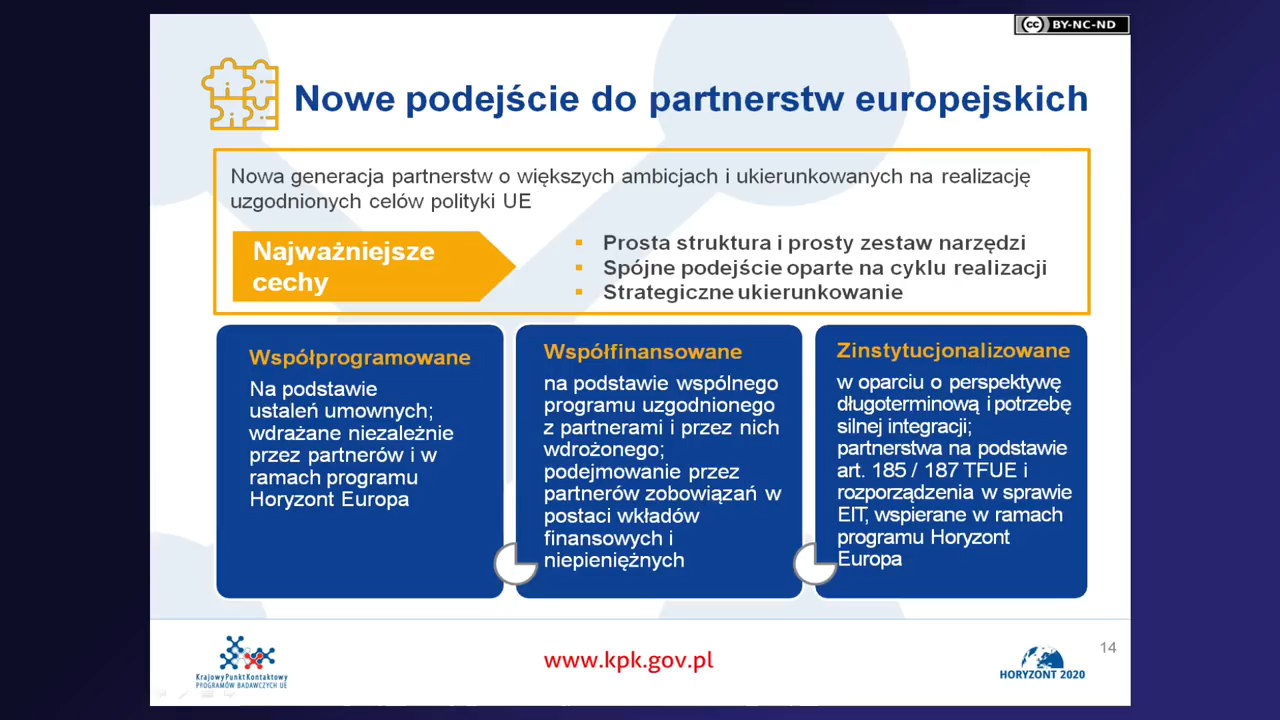 cc BY-NC-ND
Nowe podejście do partnerstw europejskich
Nowa generacja partnerstw o większych ambicjach i ukierunkowanych na realizację
uzgodnionych celów polityki UE
Najważniejsze
cechy
▪ Prosta struktura i prosty zestaw narzędzi
▪ Spójne podejście oparte na cyklu realizacji
▪ Strategiczne ukierunkowanie
Współprogramowane
Na podstawie
ustaleń umownych;
wdrażane niezależnie
przez partnerów i w
ramach programu
Horyzont Europa
Współfinansowane
na podstawie wspólnego
programu uzgodnionego
z partnerami i przez nich
wdrożonego;
podejmowanie przez
partnerów zobowiązań w
postaci wkładów
finansowych i
niepieniężnych
Zinstytucjonalizowane
w oparciu o perspektywę
długoterminową i potrzebę
silnej integracji;
partnerstwa na podstawie
art. 185 / 187 TFUE i
rozporządzenia w sprawie
EIT, wspierane w ramach
programu Horyzont
Europa
Krajowy Punkt Kontaktowy
PROGRAMÓW BADAWCZYCH UE
www.kpk.gov.pl
HORYZONT 2020
14